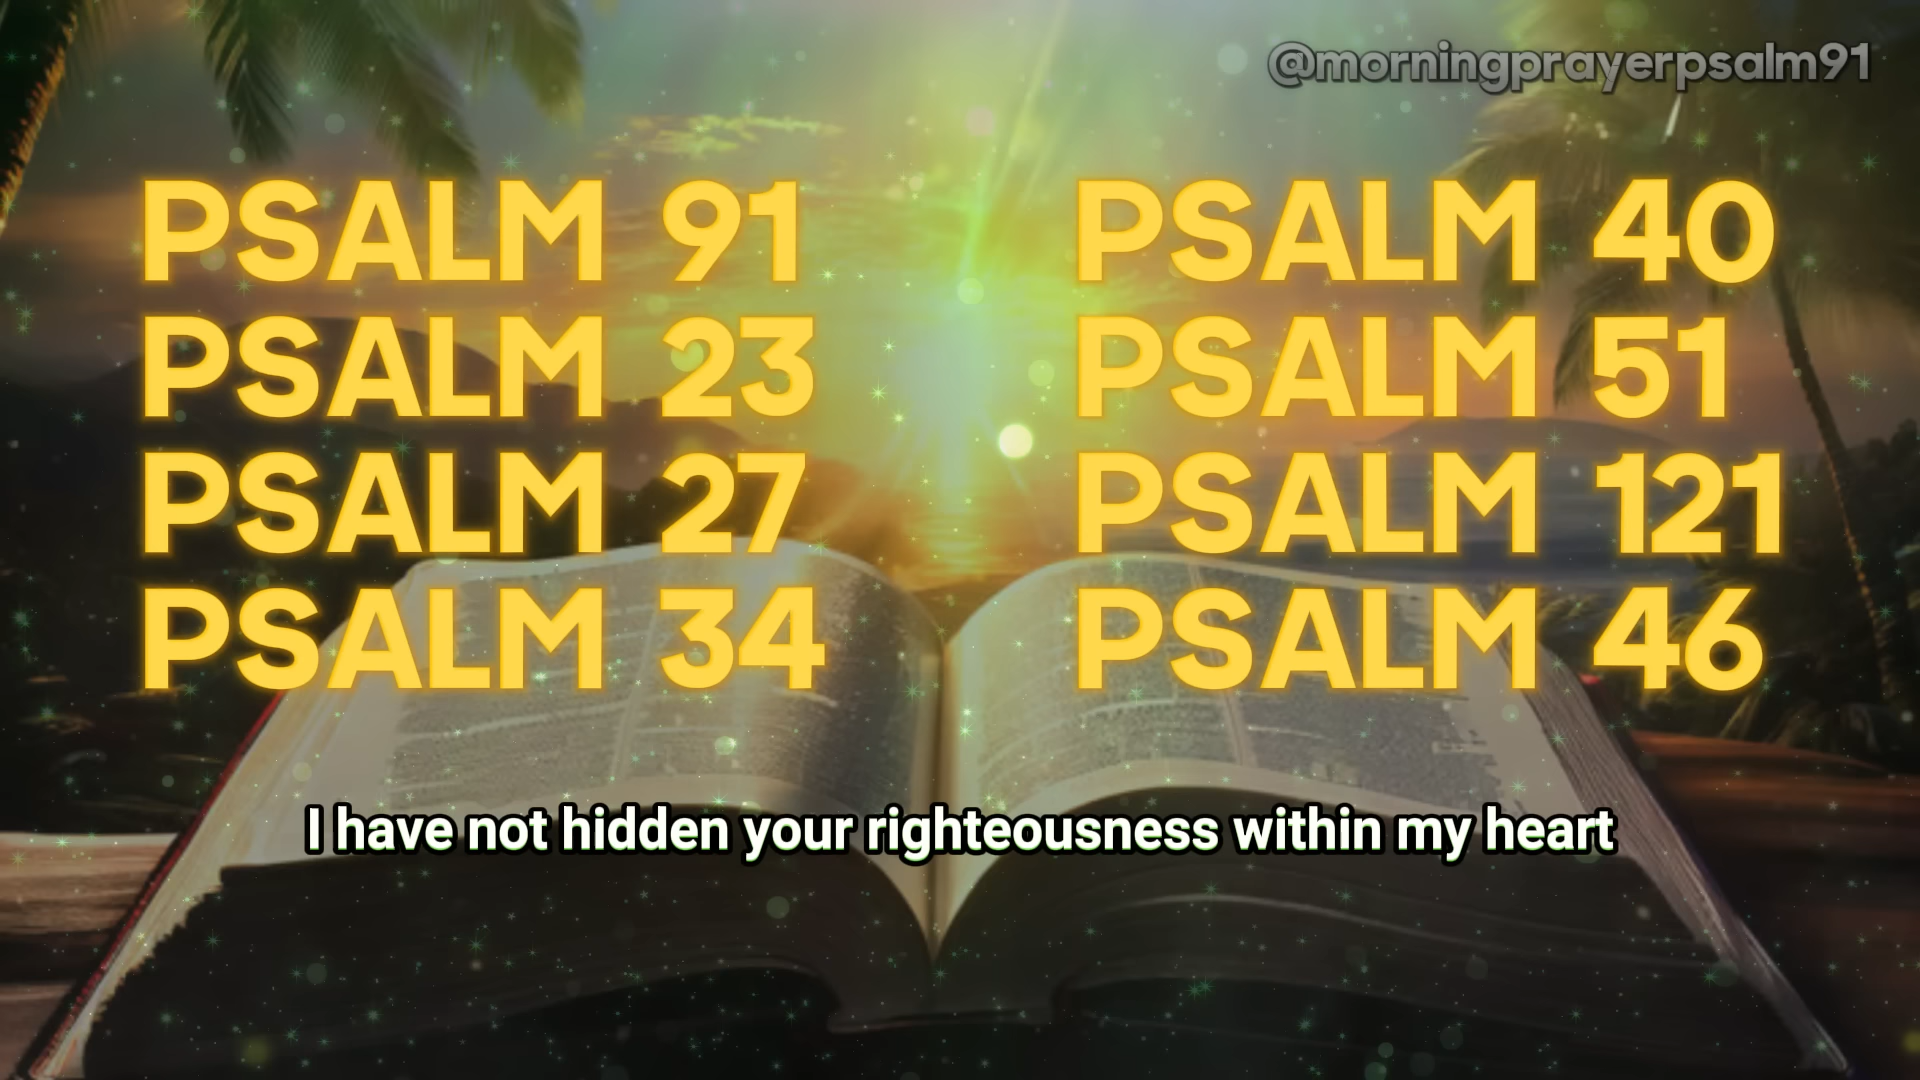 @morningprayerpsalm91
PSALM 91
PSALM 23
PSALM 27
PSALM 34
PSALM 40
PSALM 51
PSALM 121
PSALM 46
I have not hidden your righteousness within my heart